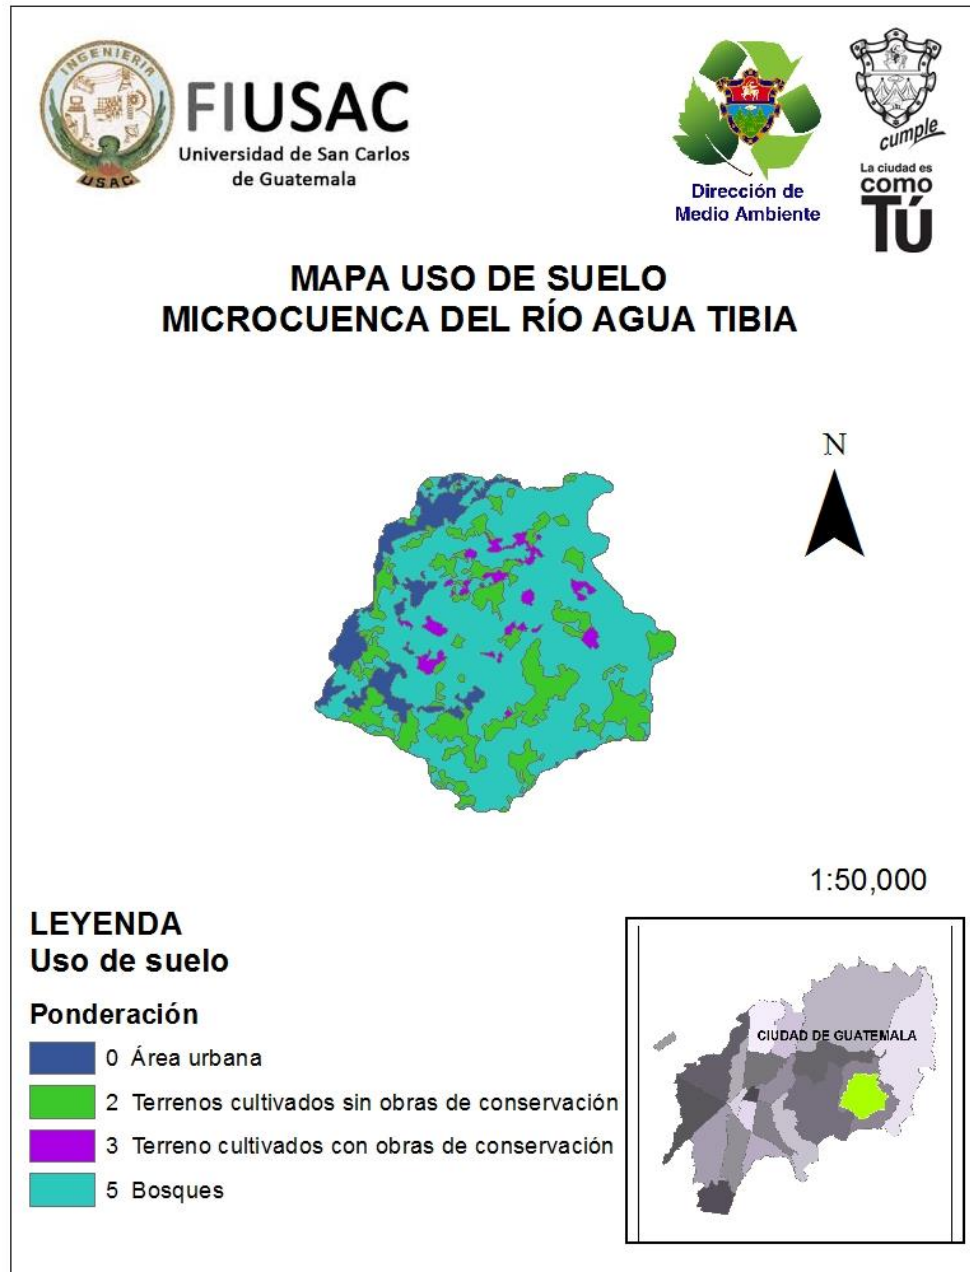 INGENIERIA
USAC
FIUSAC
Universidad de San Carlos
de Guatemala
Dirección de
Medio Ambiente
cumple
La ciudad es
como
TÚ
MAPA USO DE SUELO
MICROCUENCA DEL RÍO AGUA TIBIA
N
1:50,000
LEYENDA
Uso de suelo
Ponderación
0 Área urbana
2 Terrenos cultivados sin obras de conservación
3 Terreno cultivados con obras de conservación
5 Bosques
CIUDAD DE GUATEMALA